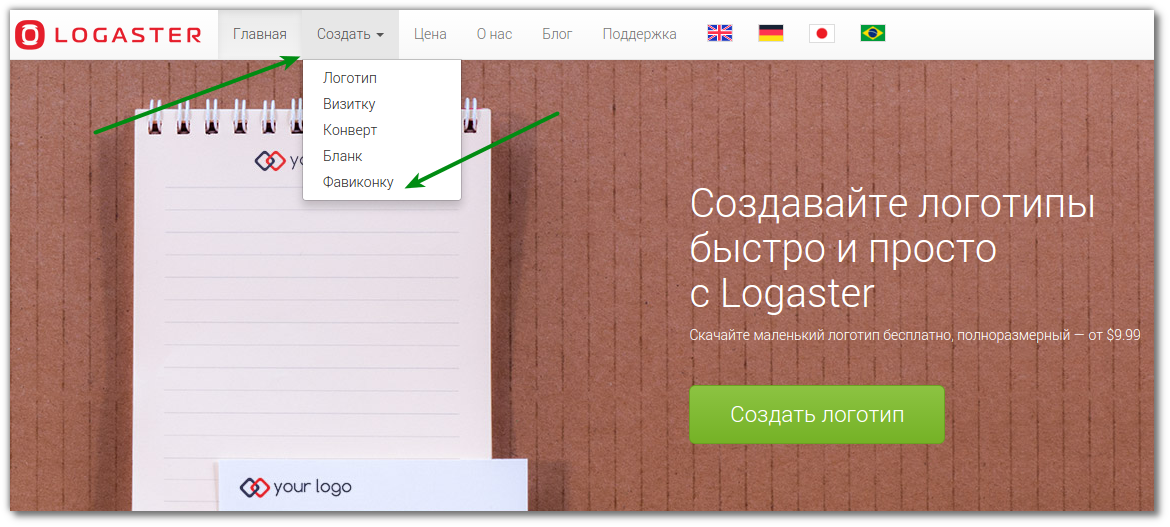 LOGASTER
Главная Создать Цена О нас Блог Поддержка
Логотип
Визитку
Конверт
Бланк
Фавиконку
yo
Создавайте логотипы
быстро и просто
с Logaster
Скачайте маленький логотип бесплатно, полноразмерный — от $9.99
Создать логотип
your logo